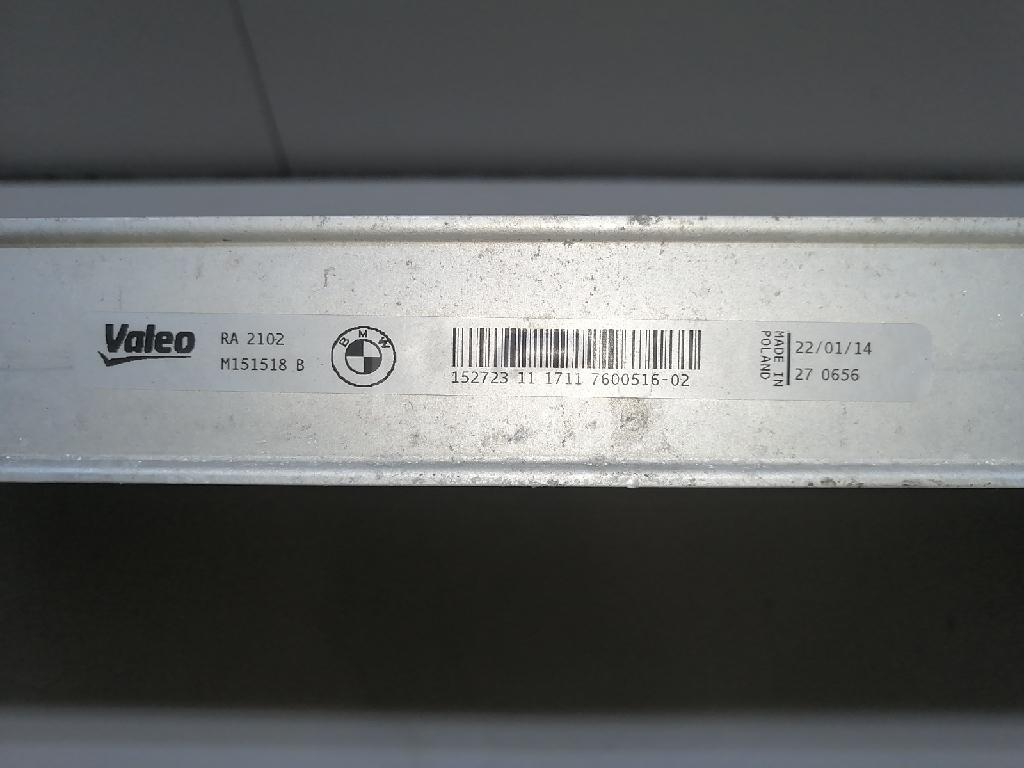 Valeo
RA 2102
M151518 B
BMW
152723 11 1711 7600516-02
MADE IN
POLAND
22/01/14
27 0656